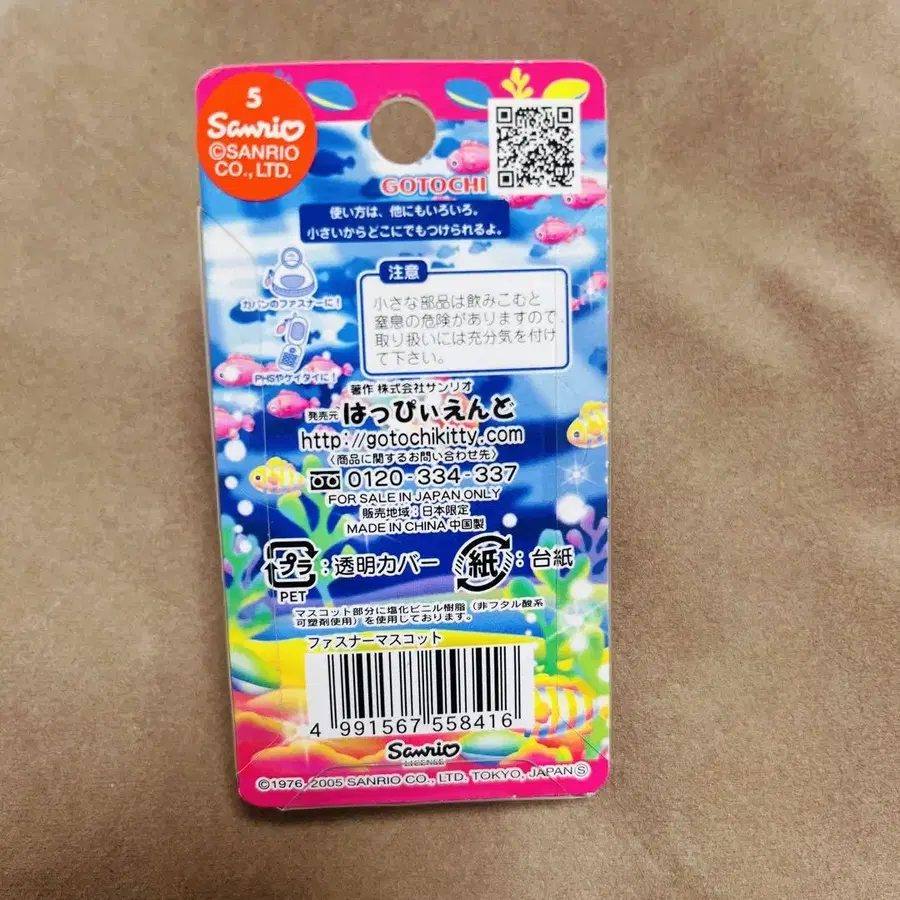 5
Sanrio
©SANRIO
CO., LTD.
GOTOCHI
使い方は、他にもいろいろ。
小さいからどこにでもつけられるよ。
カバンのファスナーに!
PHSやケイタイに!
注意
小さな部品は飲みこむと
窒息の危険がありますので
取り扱いには充分気を付け
て下さい。
著作 株式会社サンリオ
発売元 はっぴぃえんど
http://gotochikitty.com
〈商品に関するお問い合わせ先〉
0120-334-337
FOR SALE IN JAPAN ONLY
販売地域:日本限定
MADE IN CHINA 中国製
プラ:透明カバー 紙:台紙
PET
マスコット部分に塩化ビニル樹脂(非フタル酸系
可塑剤使用)を使用しております。
ファスナーマスコット
4 991567 558416
Sanrio
LICENSE
©1976, 2005 SANRIO CO., LTD. TOKYO, JAPAN Ⓢ